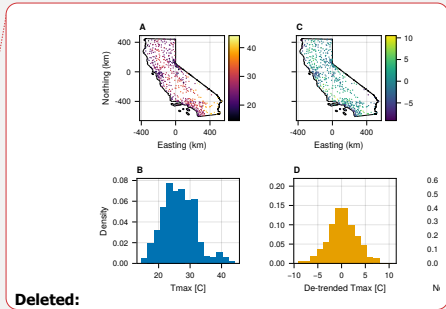 A
C
400
0
-400
Northing (km)
-400 0 400
Easting (km)
40
30
20
-400 0 400
Easting (km)
10
5
0
-5
B
D
0.08
0.06
0.04
0.02
0.00
Density
20 30 40
Tmax [C]
0.20
0.15
0.10
0.05
0.00
-10 -5 0 5 10
De-trended Tmax [C]
0.6
0.5
0.4
0.3
0.2
0.1
0.0
Deleted: